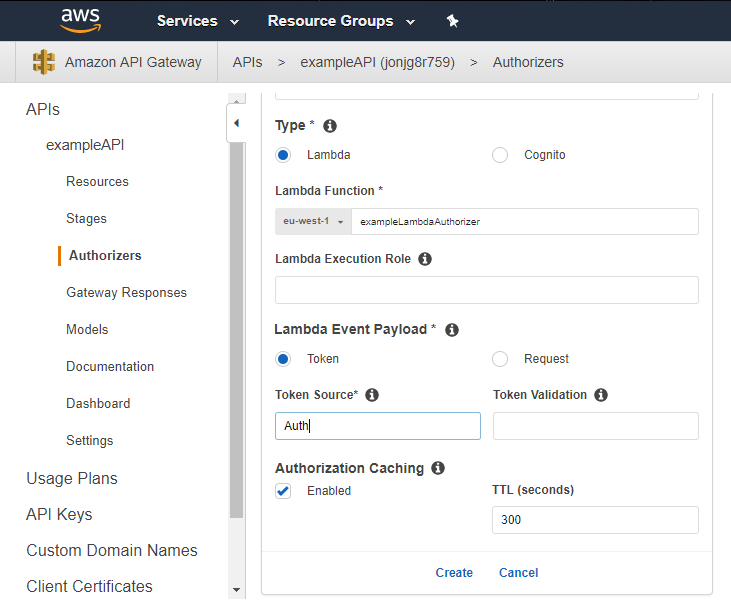 aws Services Resource Groups
Amazon API Gateway APIs > exampleAPI (jonjg8r759) > Authorizers
APIs
exampleAPI
Resources
Stages
Authorizers
Gateway Responses
Models
Documentation
Dashboard
Settings
Usage Plans
API Keys
Custom Domain Names
Client Certificates
Type *
Lambda Cognito
Lambda Function *
eu-west-1 exampleLambdaAuthorizer
Lambda Execution Role
Lambda Event Payload *
Token Request
Token Source* Token Validation
Auth
Authorization Caching
Enabled TTL (seconds)
300
Create Cancel